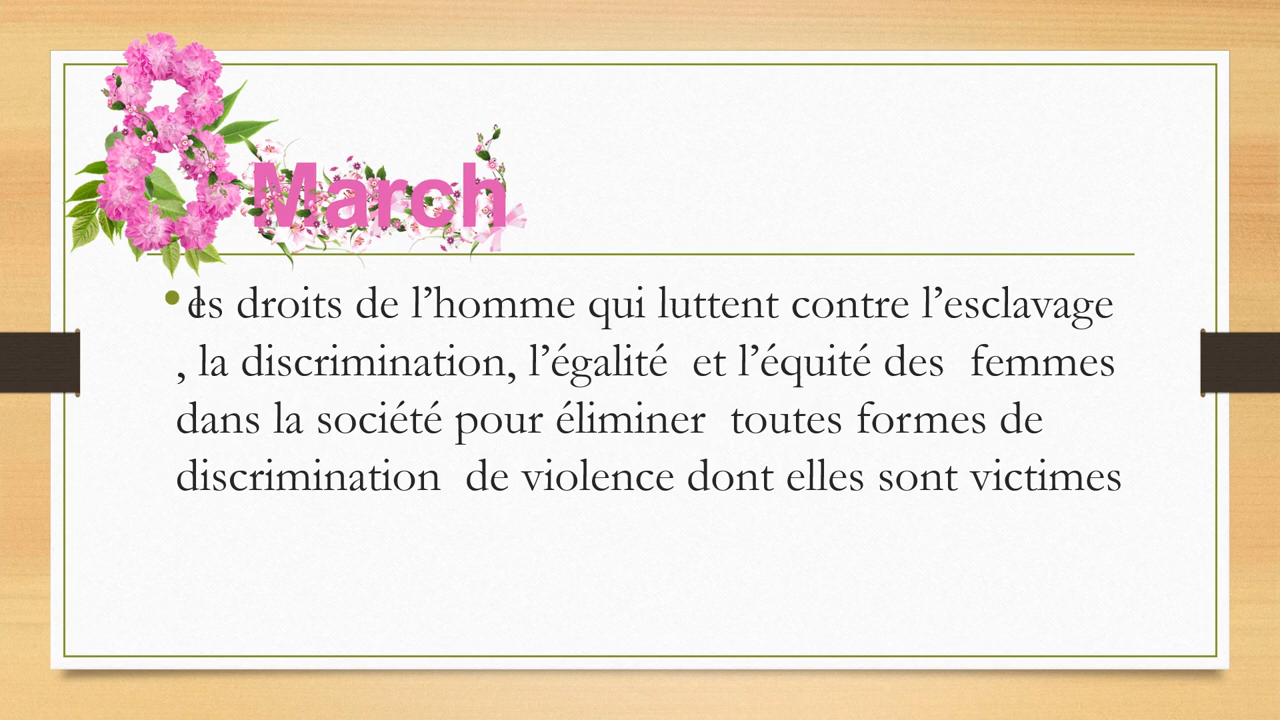 8 March
• les droits de l’homme qui luttent contre l’esclavage
, la discrimination, l’égalité et l’équité des femmes
dans la société pour éliminer toutes formes de
discrimination de violence dont elles sont victimes